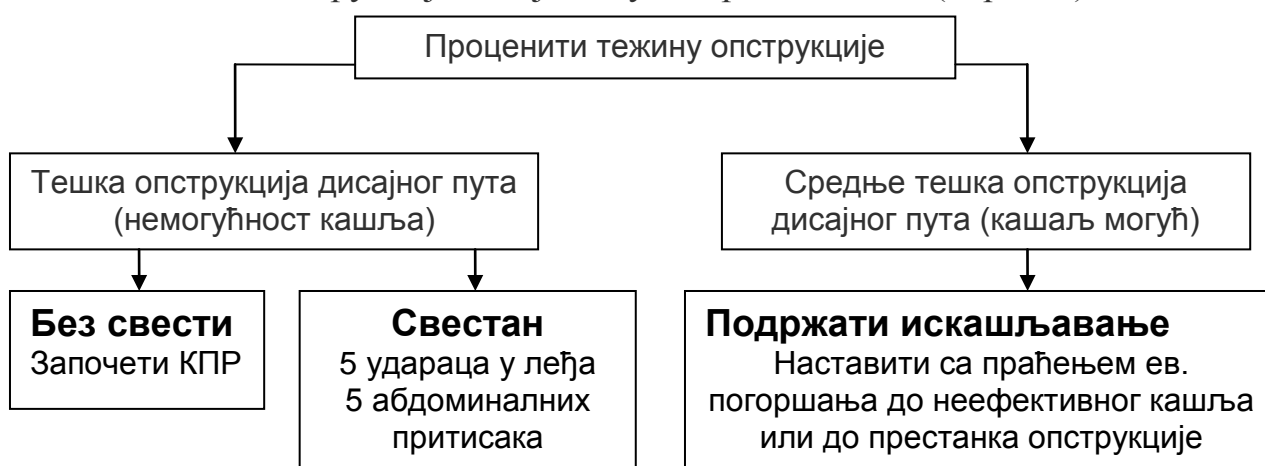 Проценити тежину опструкције
Тешка опструкција дисајног пута
(немогућност кашља)
Средње тешка опструкција
дисајног пута (кашаљ могућ)
Без свести
Започети КПР
Свестан
5 удараца у леђа
5 абдоминалних
притисака
Подржати искашљавање
Наставити са праћењем ев.
погоршања до неефективног кашља
или до престанка опструкције